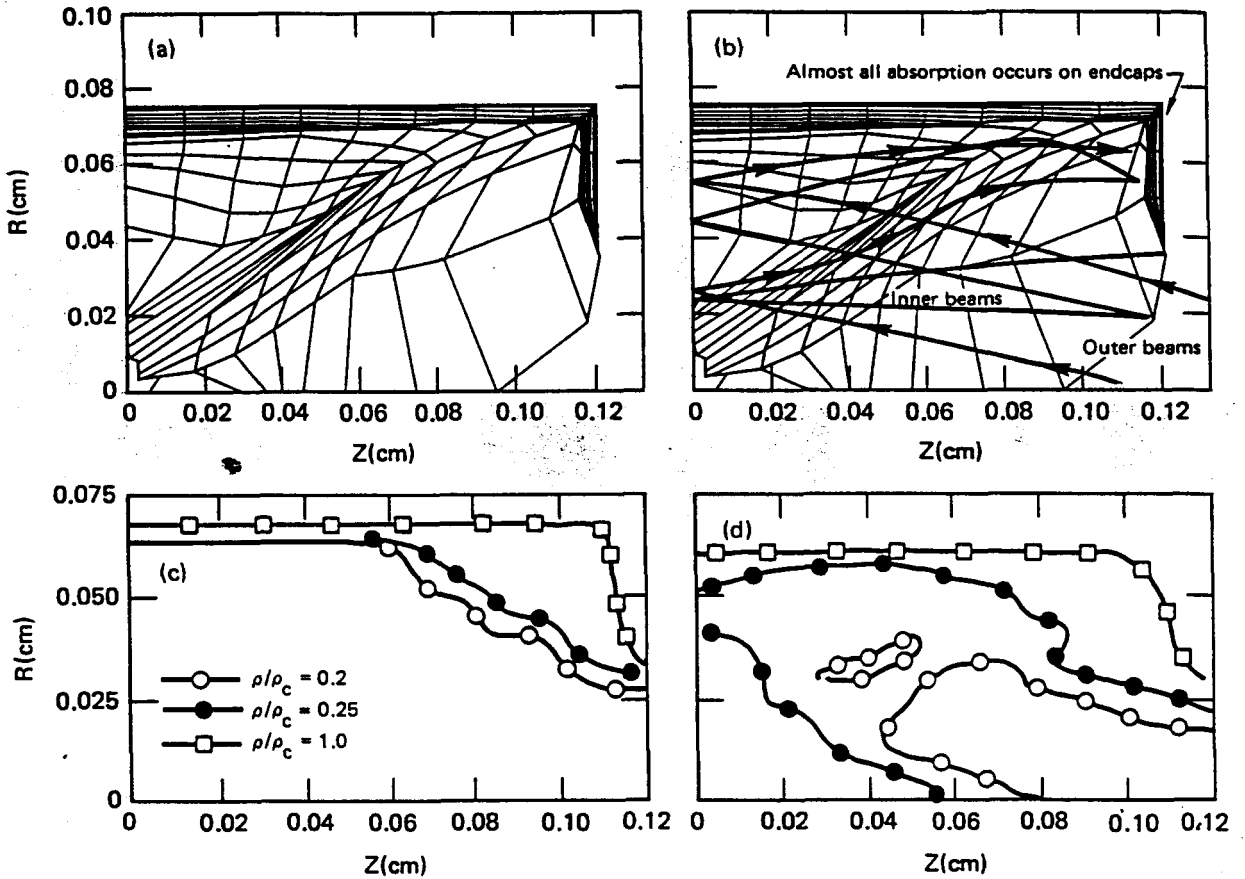 (a)
0.10
0.08
0.06
0.04
0.02
0
R(cm)
0 0.02 0.04 0.06 0.08 0.10 0.12
Z(cm)
(b)
Almost all absorption occurs on endcaps
Inner beams
Outer beams
0 0.02 0.04 0.06 0.08 0.10 0.12
Z(cm)
(c)
0.075
0.050
0.025
0
R(cm)
ρ/ρc = 0.2
ρ/ρc = 0.25
ρ/ρc = 1.0
0 0.02 0.04 0.06 0.08 0.10 0.12
Z(cm)
(d)
0 0.02 0.04 0.06 0.08 0.10 0.12
Z(cm)